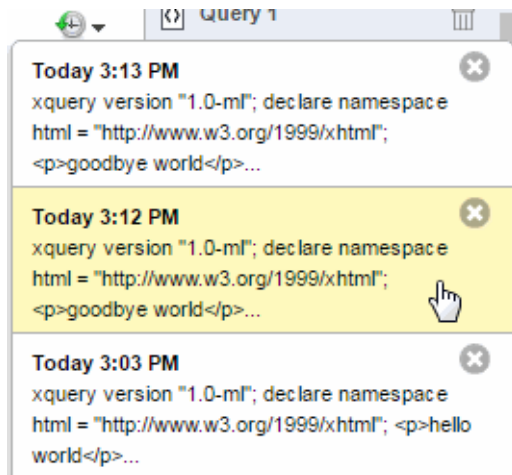 Query 1
Today 3:13 PM
xquery version "1.0-ml"; declare namespace
html = "http://www.w3.org/1999/xhtml";
<p>goodbye world</p>...
Today 3:12 PM
xquery version "1.0-ml"; declare namespace
html = "http://www.w3.org/1999/xhtml";
<p>goodbye world</p>...
Today 3:03 PM
xquery version "1.0-ml"; declare namespace
html = "http://www.w3.org/1999/xhtml"; <p>hello
world</p>...